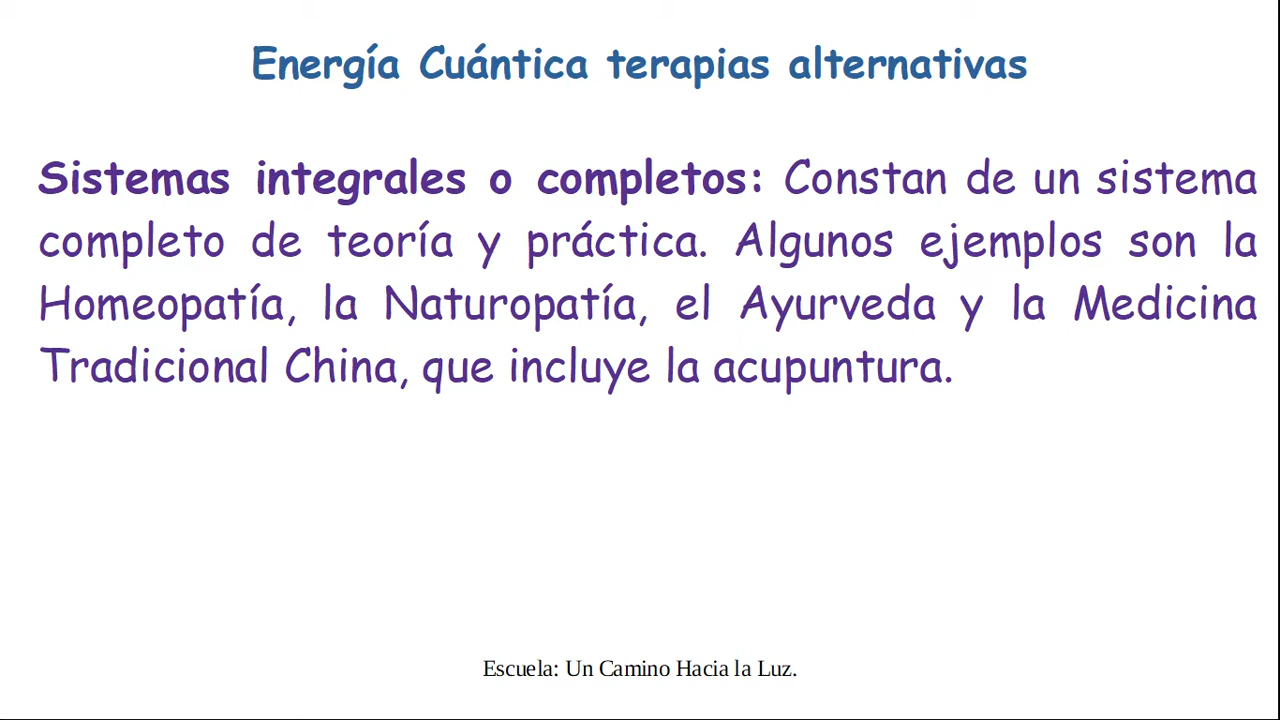 Energía Cuántica terapias alternativas
Sistemas integrales o completos: Constan de un sistema
completo de teoría y práctica. Algunos ejemplos son la
Homeopatía, la Naturopatía, el Ayurveda y la Medicina
Tradicional China, que incluye la acupuntura.
Escuela: Un Camino Hacia la Luz.